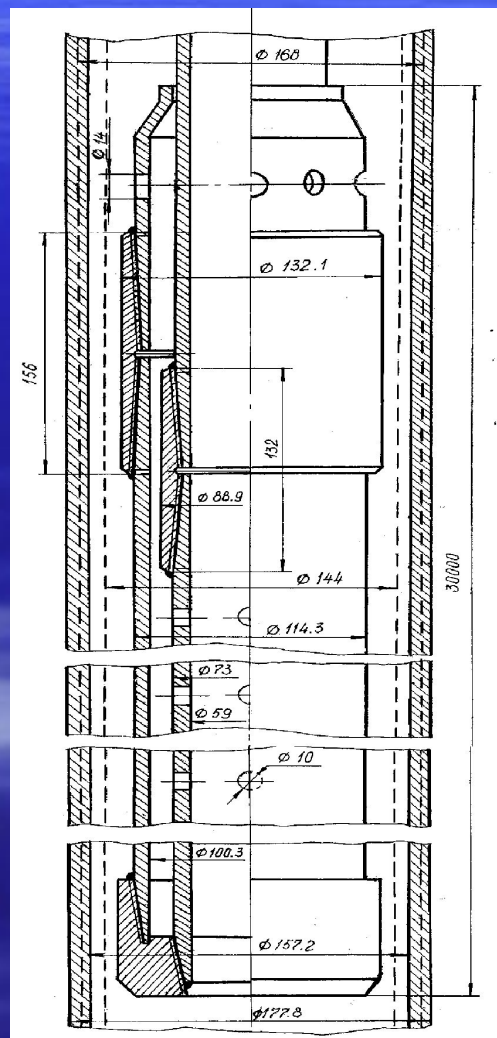 Ø 168
Ø 14
Ø 132.1
156
132
Ø 88.9
Ø 144
30000
Ø 114.3
Ø 73
Ø 59
Ø 10
Ø 100.3
Ø 157.2
Ø 177.8